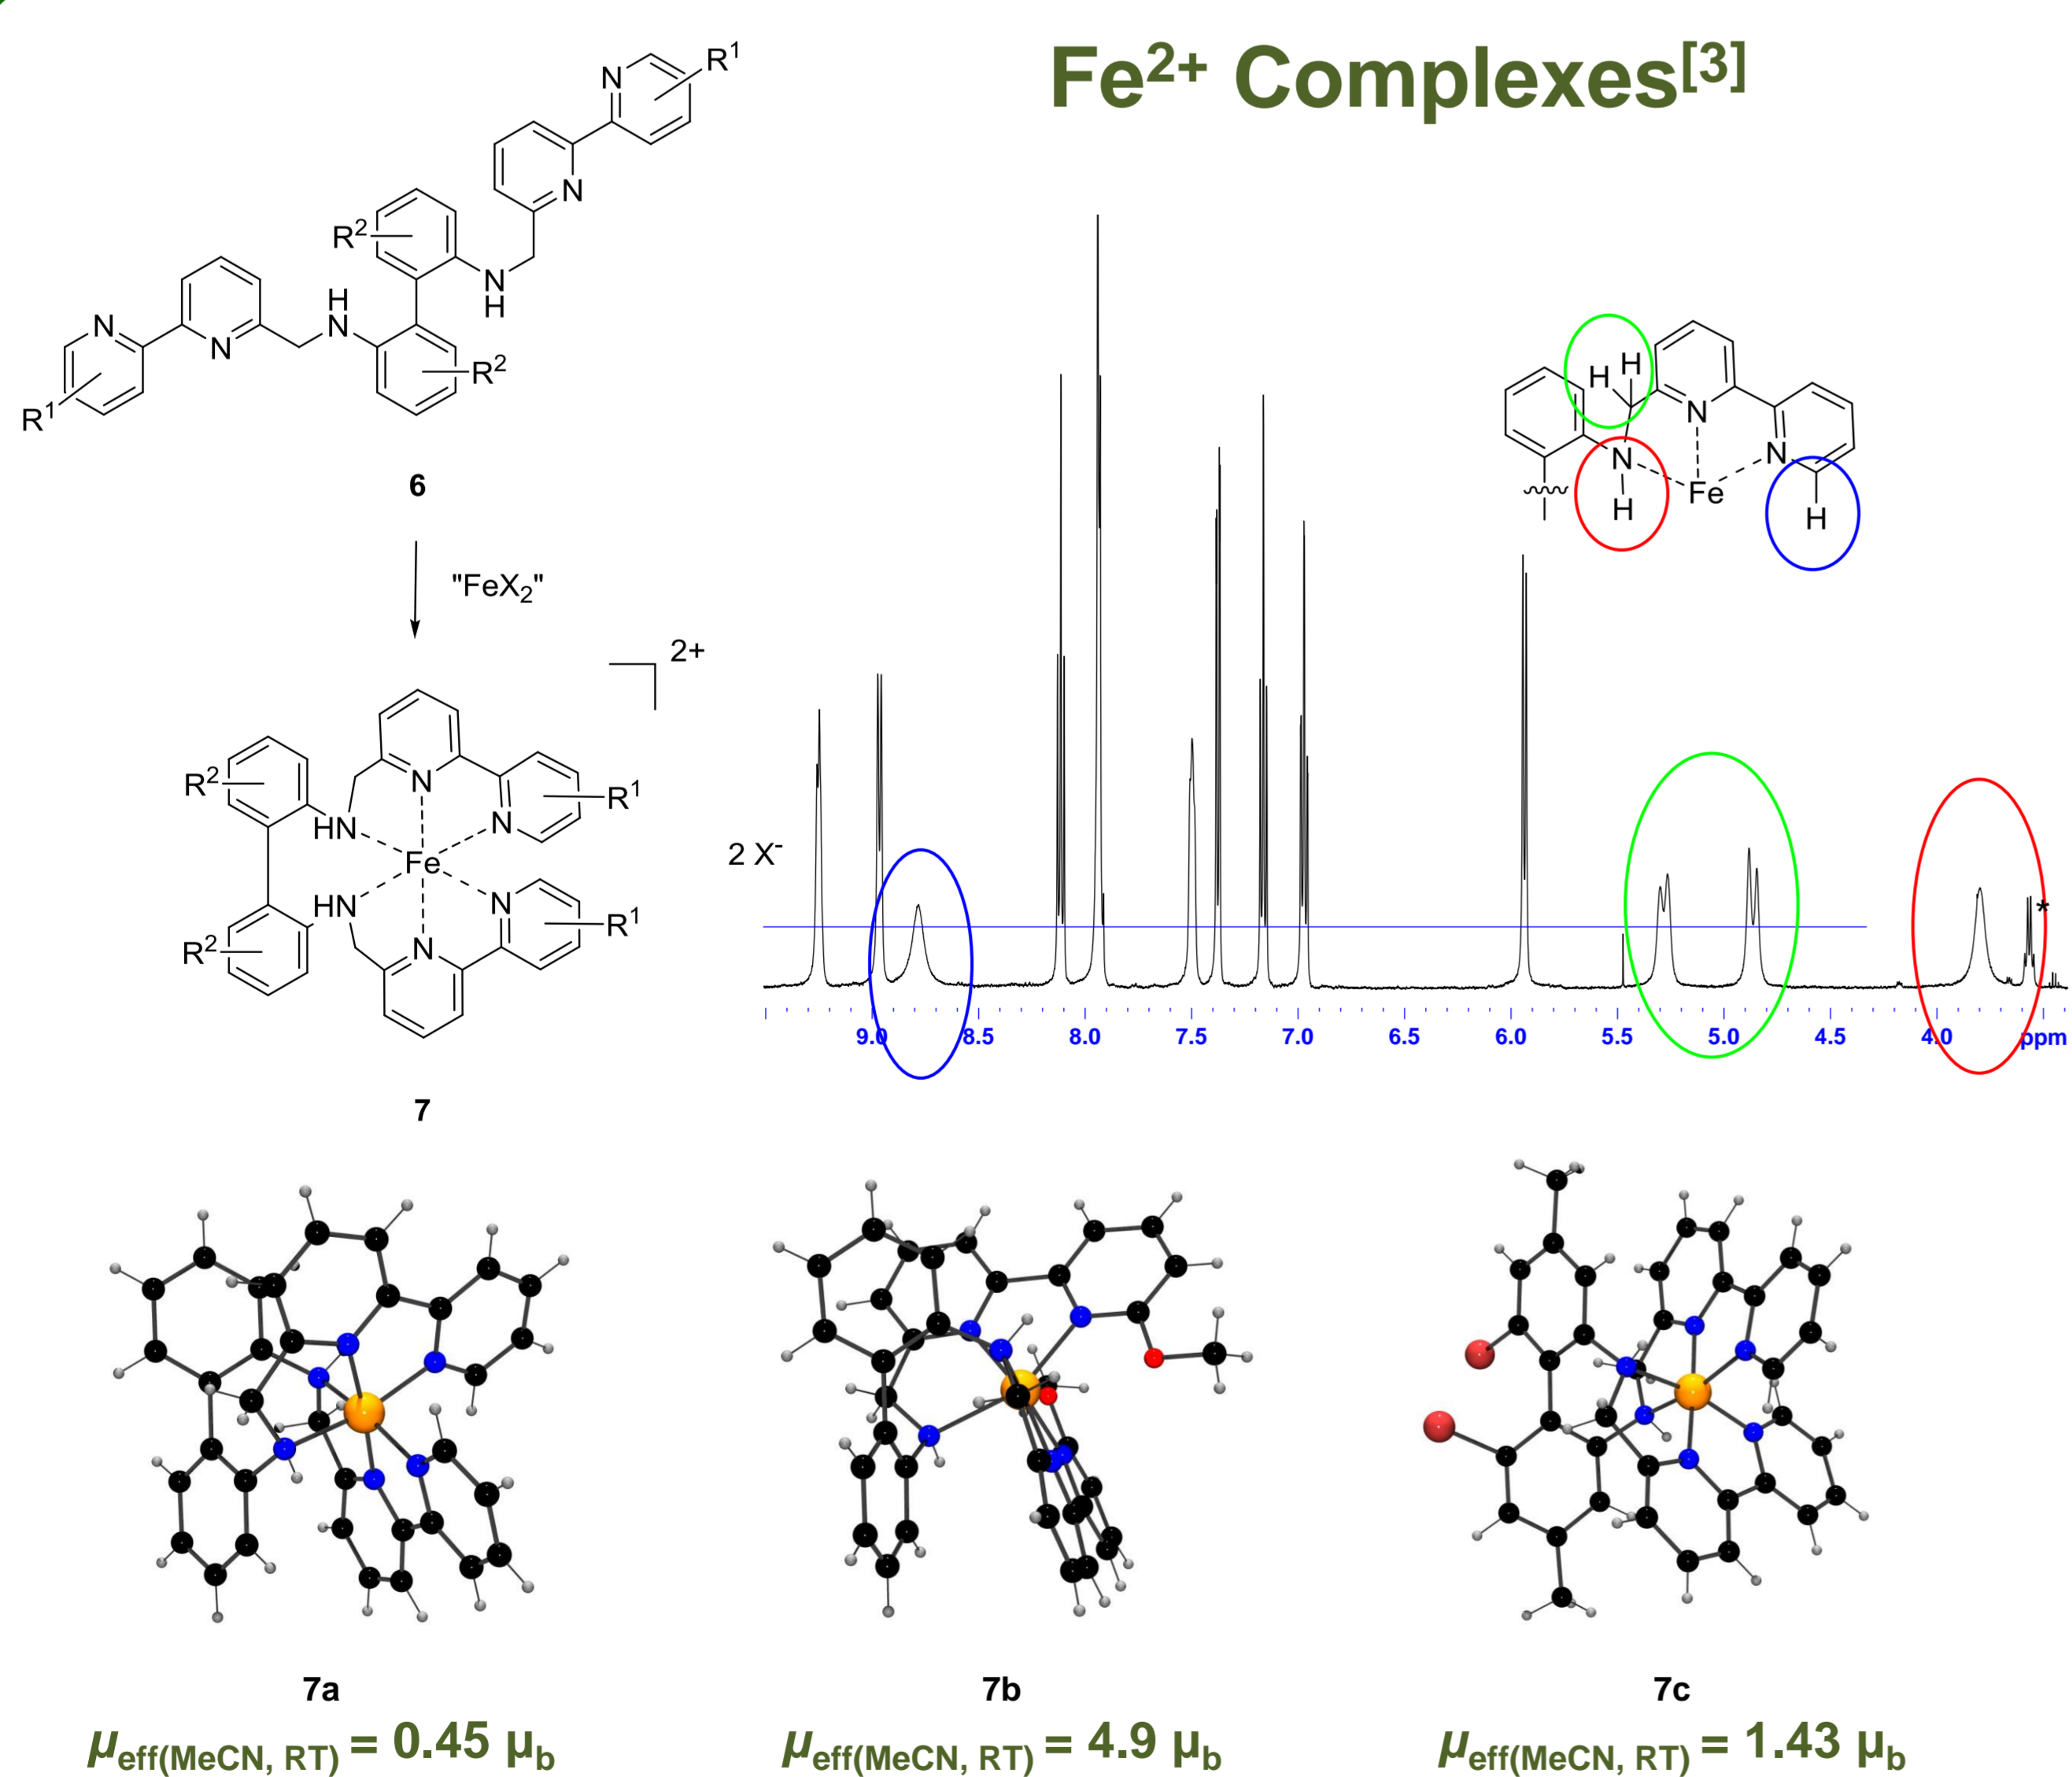 Fe²⁺ Complexes[3]
N
R¹
N
R²
N
H
H
N
N
N
R²
R¹
6
"FeX₂"
2+
R²
N
N
R¹
HN
Fe
HN
N
R¹
R²
N
2 X⁻
7
H
H
N
N
N
H
Fe
H
*
9.0 8.5 8.0 7.5 7.0 6.5 6.0 5.5 5.0 4.5 4.0 ppm
7a
7b
7c
μeff(MeCN, RT) = 0.45 μb
μeff(MeCN, RT) = 4.9 μb
μeff(MeCN, RT) = 1.43 μb